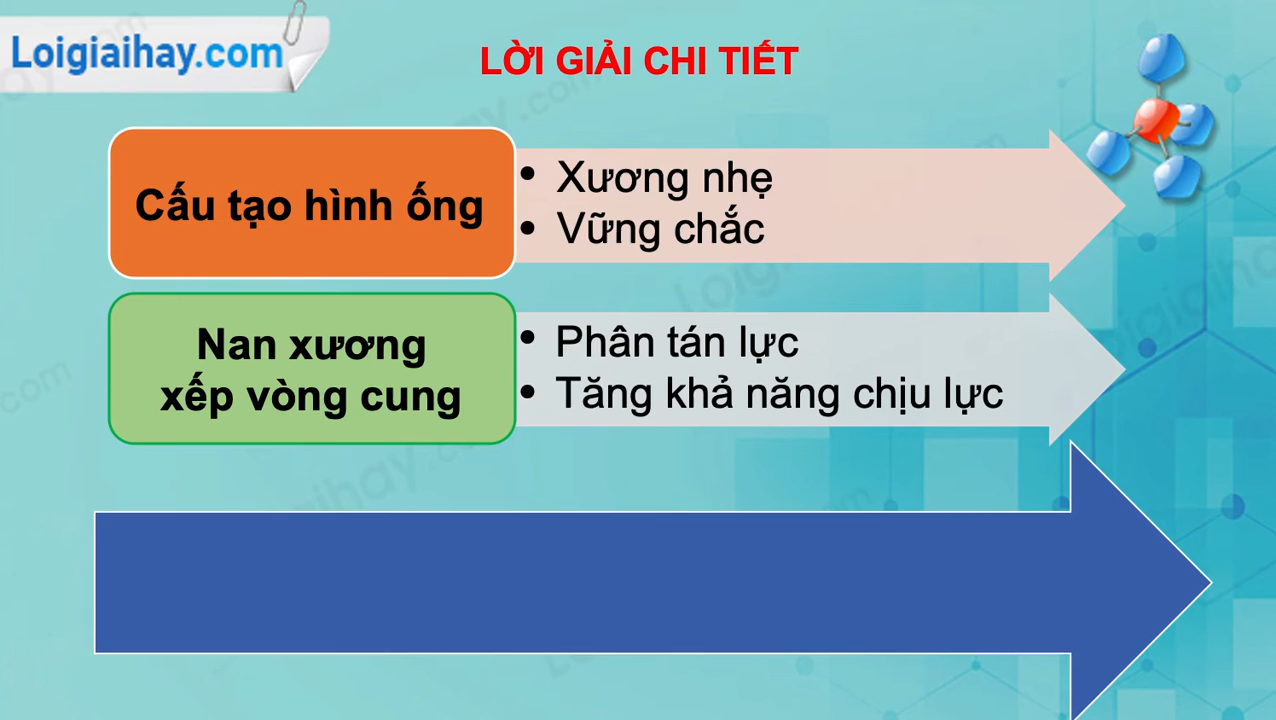 Loigiaihay.com
LỜI GIẢI CHI TIẾT
Cấu tạo hình ống
• Xương nhẹ
• Vững chắc
Nan xương
xếp vòng cung
• Phân tán lực
• Tăng khả năng chịu lực